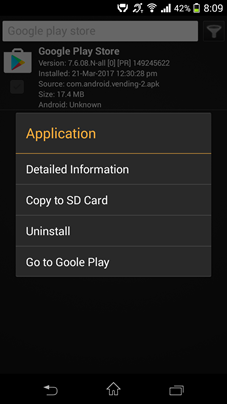 42% 8:09
Google play store
Google Play Store
Version: 7.6.08.N-all [0] [PR] 149245622
Installed: 21-Mar-2017 12:30:28 pm
Source: com.android.vending-2.apk
Size: 17.4 MB
Android: Unknown
Application
Detailed Information
Copy to SD Card
Uninstall
Go to Goole Play